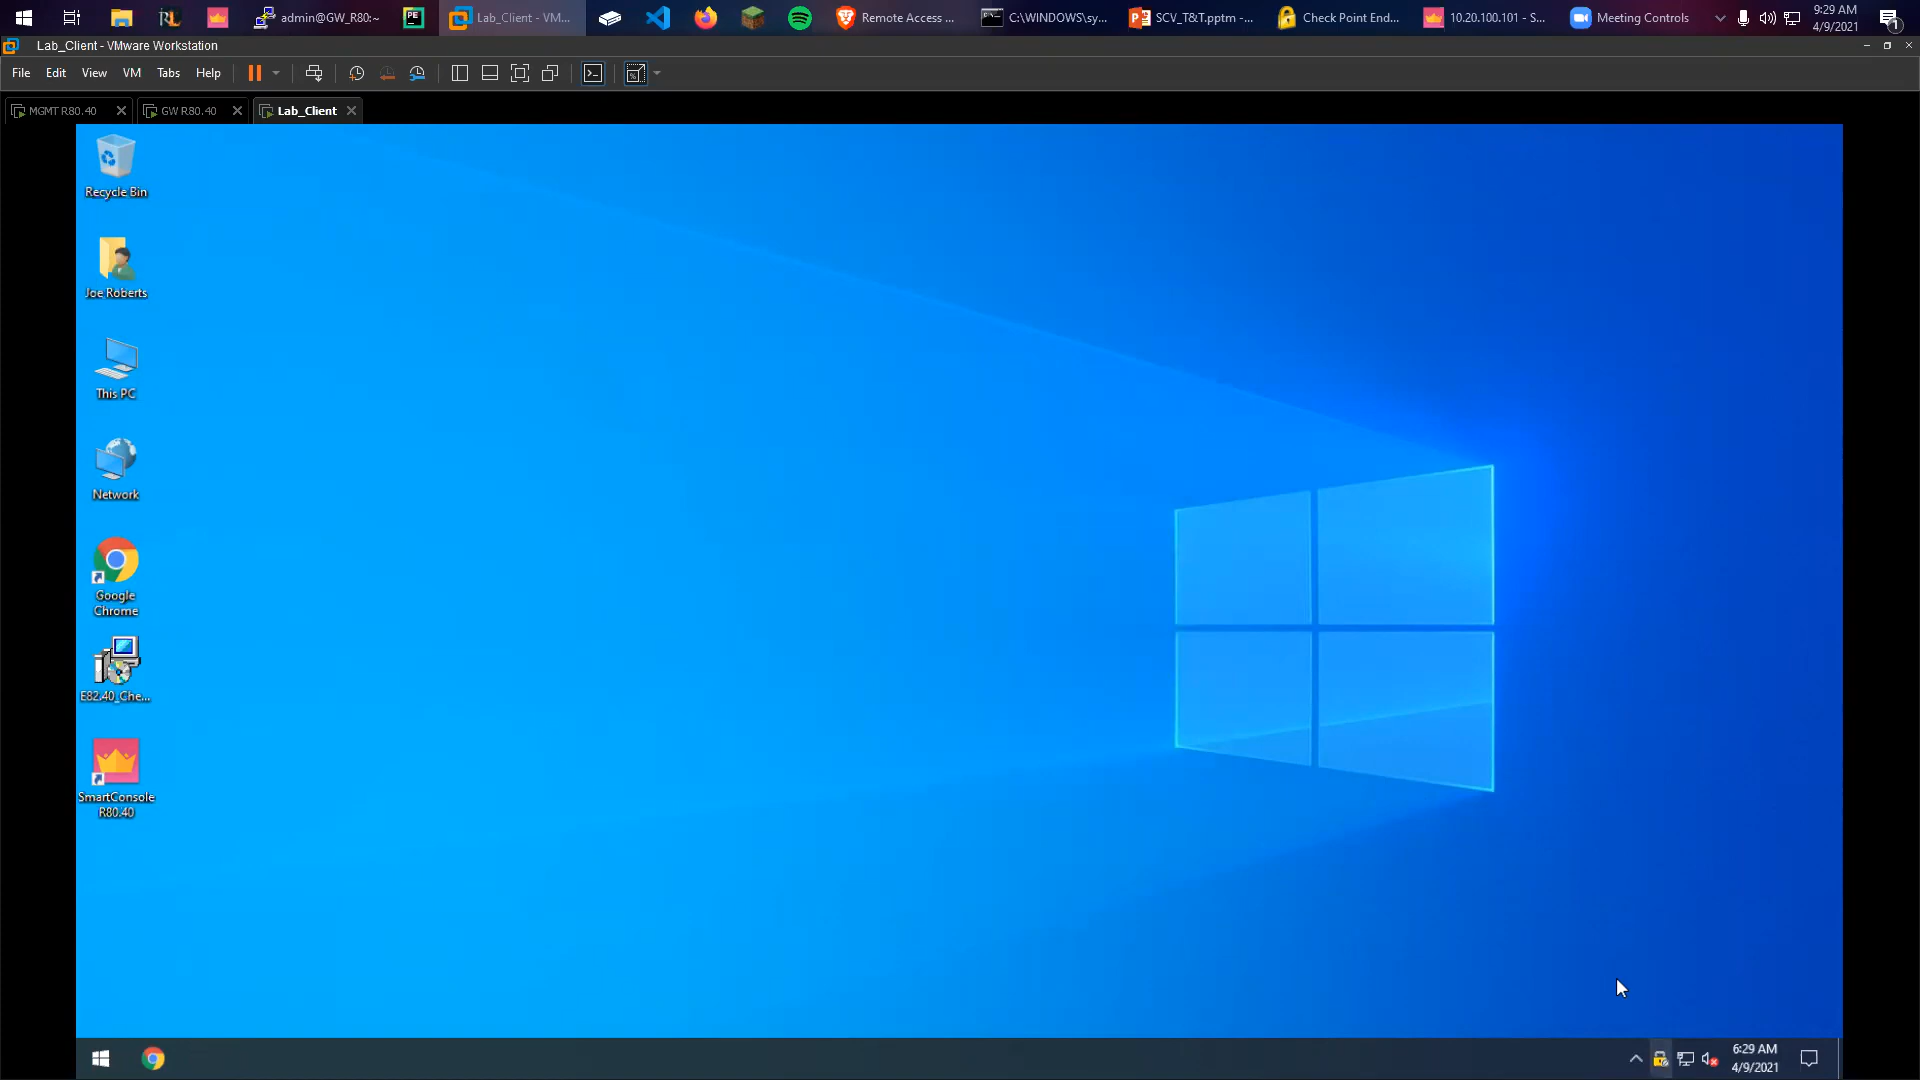 admin@GW_R80:~
Lab_Client - VM...
Remote Access ...
C:\WINDOWS\sy...
SCV_T&T.pptm -...
Check Point End...
10.20.100.101 - S...
Meeting Controls
9:29 AM
4/9/2021
1
Lab_Client - VMware Workstation
File Edit View VM Tabs Help
MGMT R80.40
GW R80.40
Lab_Client
Recycle Bin
Joe Roberts
This PC
Network
Google
Chrome
E82.40_Che...
SmartConsole
R80.40
6:29 AM
4/9/2021